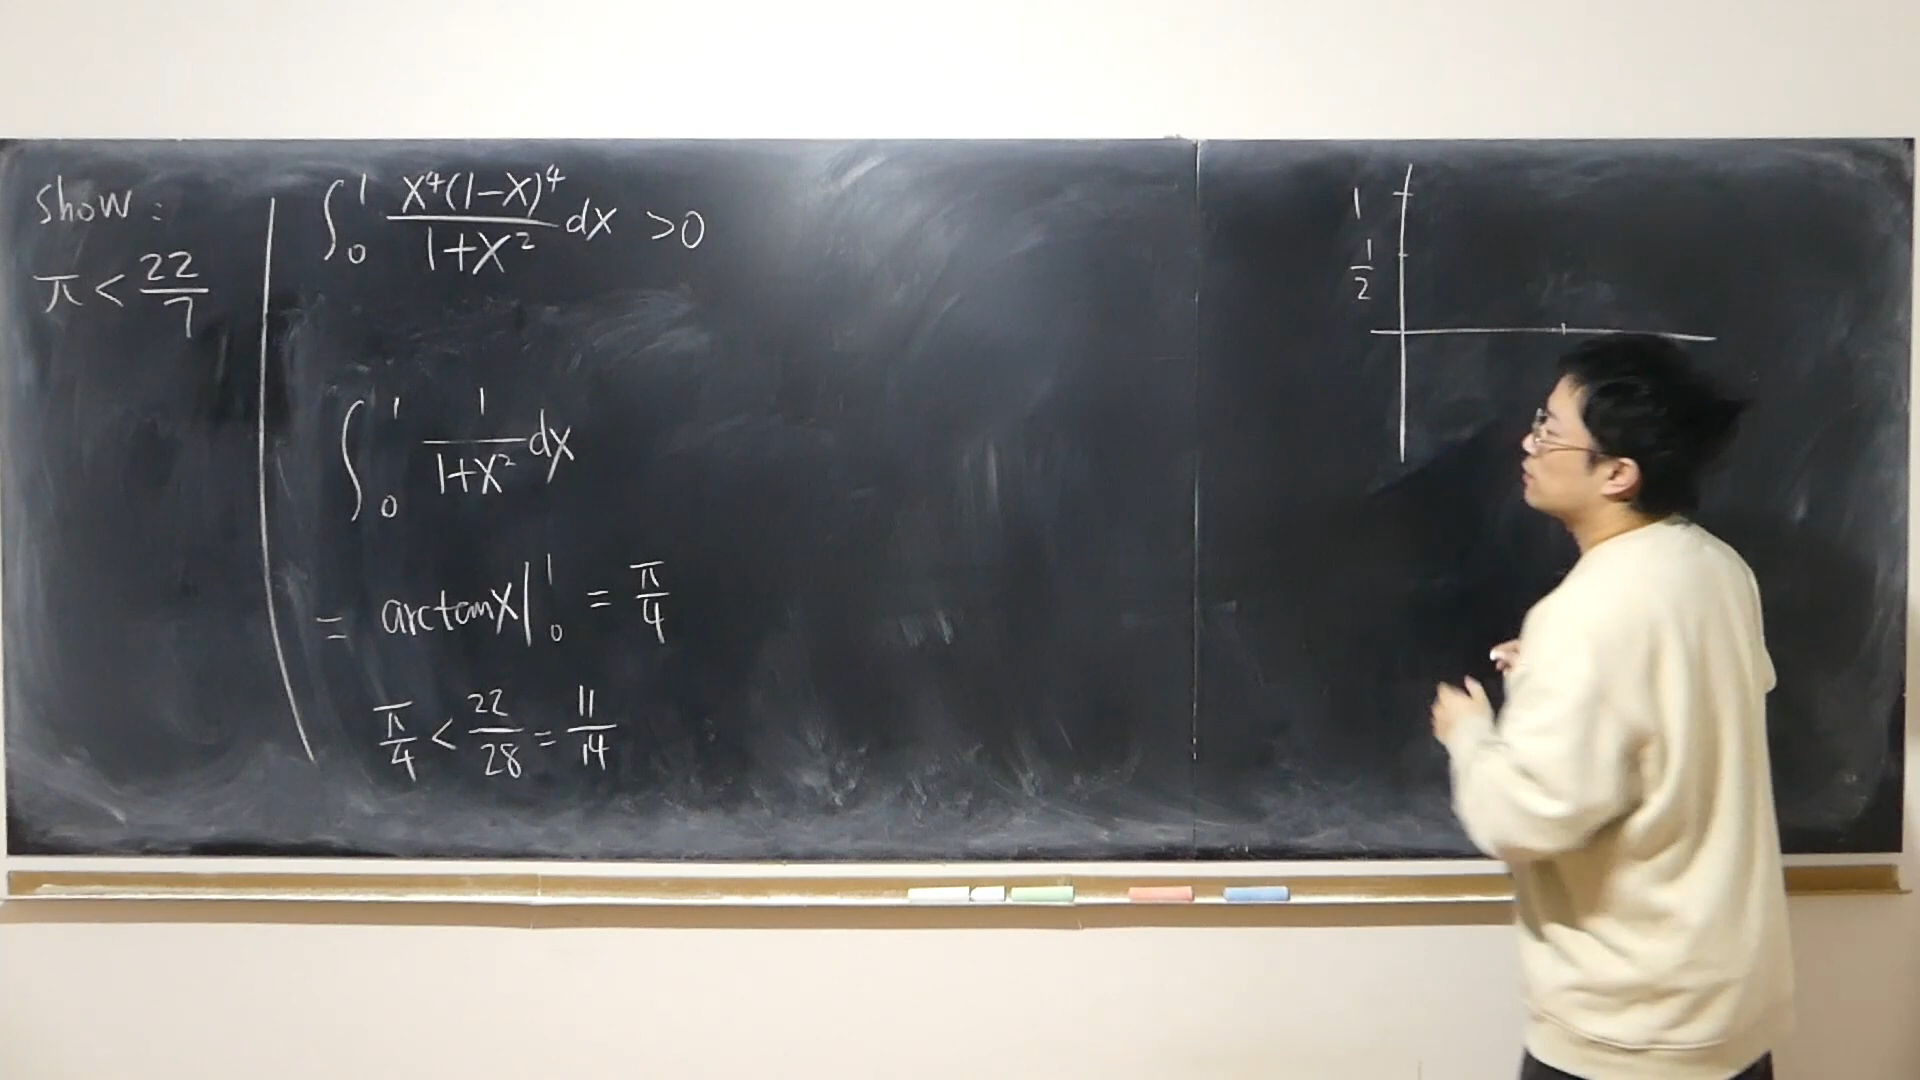 show:
π < 22/7
∫₀¹ x⁴(1-x)⁴/(1+x²) dx > 0
∫₀¹ 1/(1+x²) dx
= arctanx|₀¹ = π/4
π/4 < 22/28 = 11/14
1
1/2